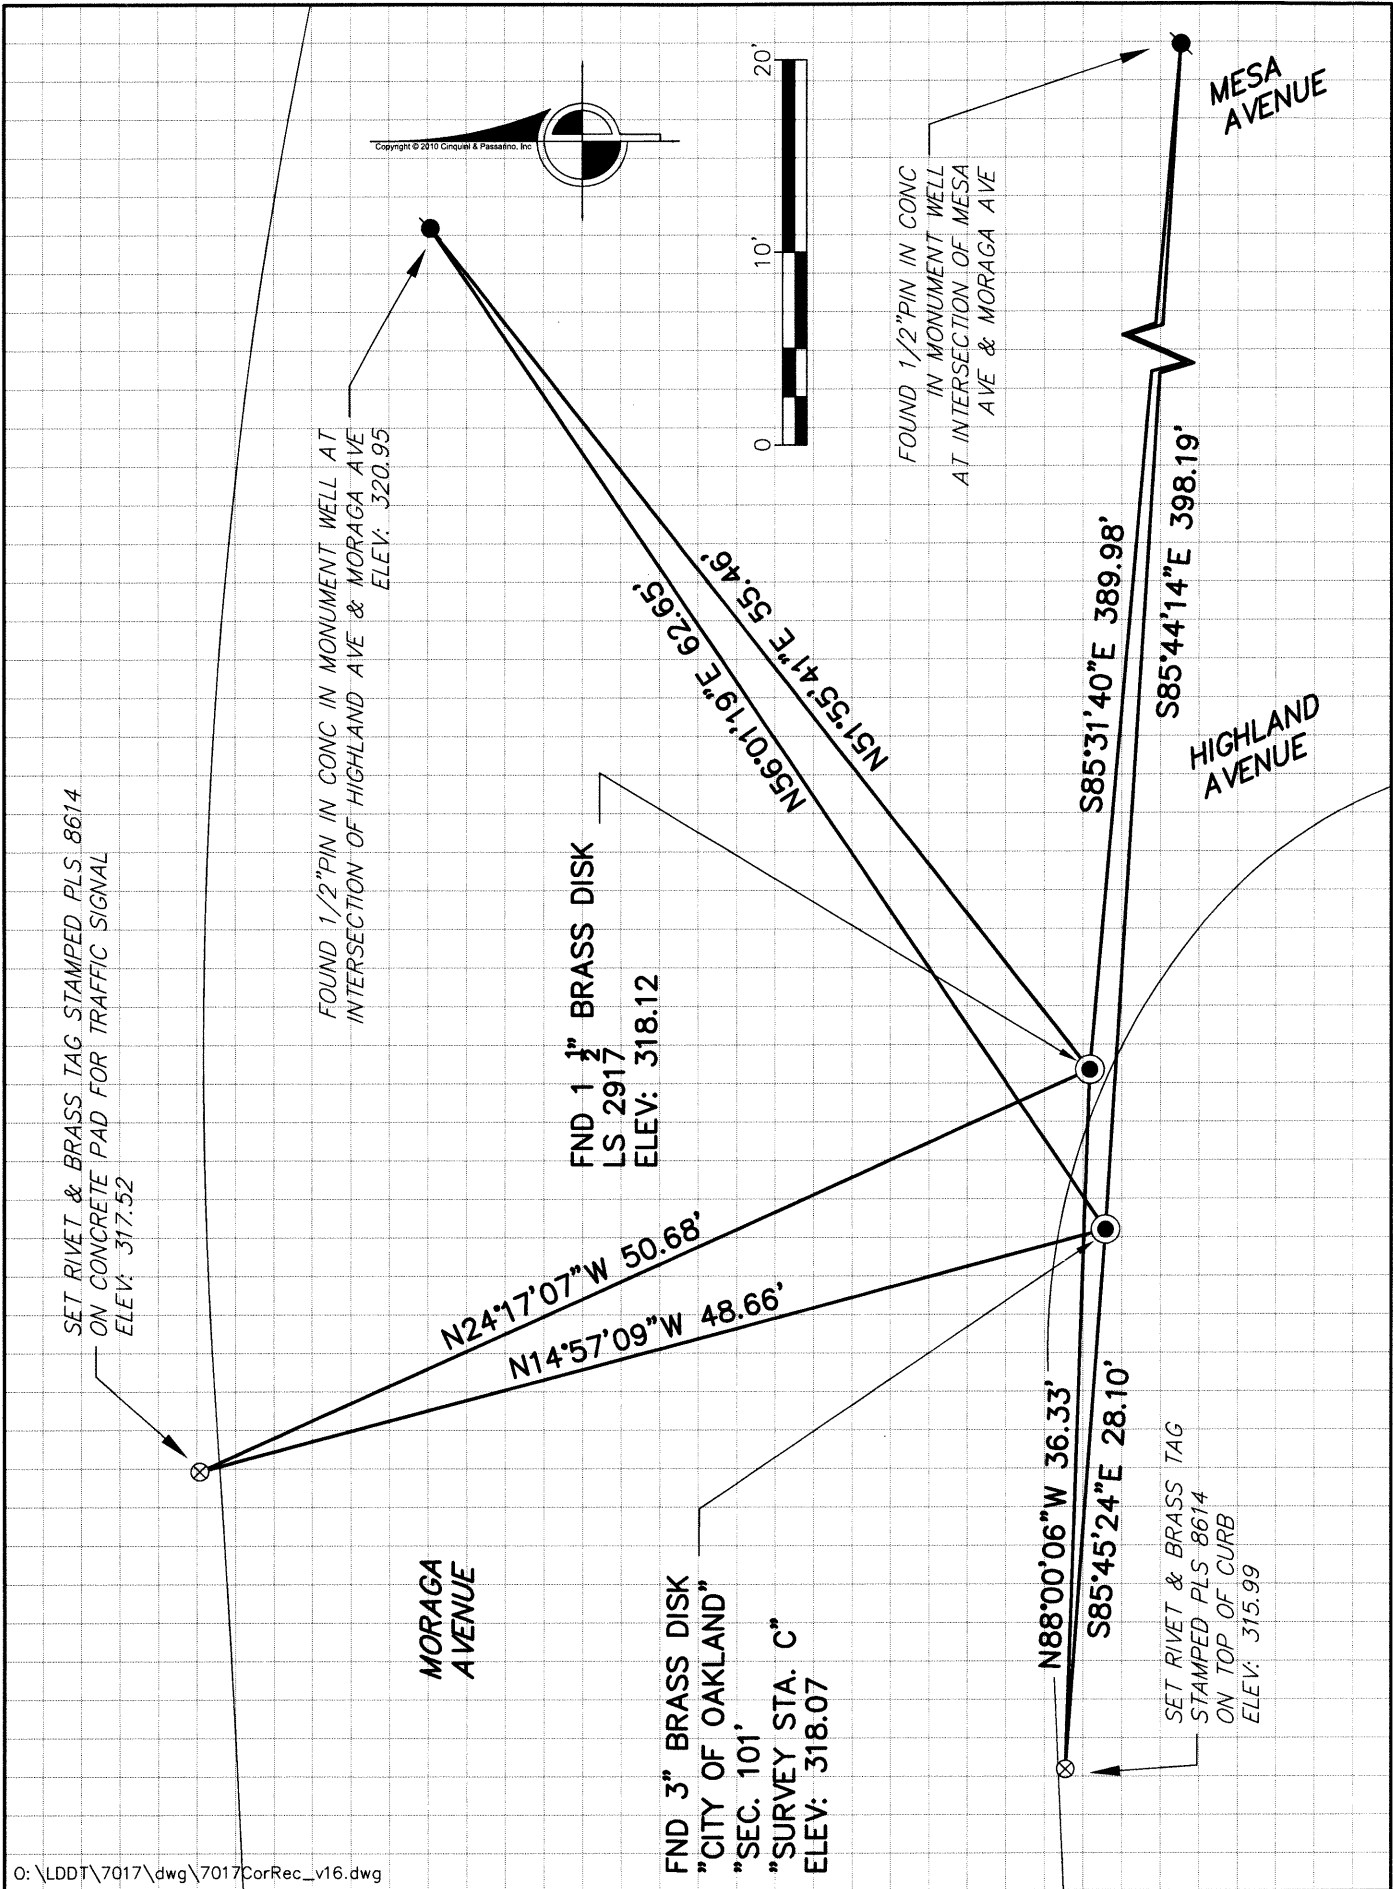 SET RIVET & BRASS TAG STAMPED PLS 8614
ON CONCRETE PAD FOR TRAFFIC SIGNAL
ELEV: 317.52
FOUND 1/2"PIN IN CONC IN MONUMENT WELL AT
INTERSECTION OF HIGHLAND AVE & MORAGA AVE
ELEV: 320.95
Copyright © 2010 Cinquini & Passarino, Inc
0
10'
20'
FOUND 1/2"PIN IN CONC
IN MONUMENT WELL
AT INTERSECTION OF MESA
AVE & MORAGA AVE
MESA
AVENUE
FND 1 1/2" BRASS DISK
LS 2917
ELEV: 318.12
N56°01'19"E 62.65'
N51°55'41"E 55.46'
N24°17'07"W 50.68'
N14°57'09"W 48.66'
S85°31'40"E 389.98'
S85°44'14"E 398.19'
HIGHLAND
AVENUE
MORAGA
AVENUE
FND 3" BRASS DISK
"CITY OF OAKLAND"
"SEC. 101'
"SURVEY STA. C"
ELEV: 318.07
N88°00'06"W 36.33'
S85°45'24"E 28.10'
SET RIVET & BRASS TAG
STAMPED PLS 8614
ON TOP OF CURB
ELEV: 315.99
O:\LDDT\7017\dwg\7017CorRec_v16.dwg